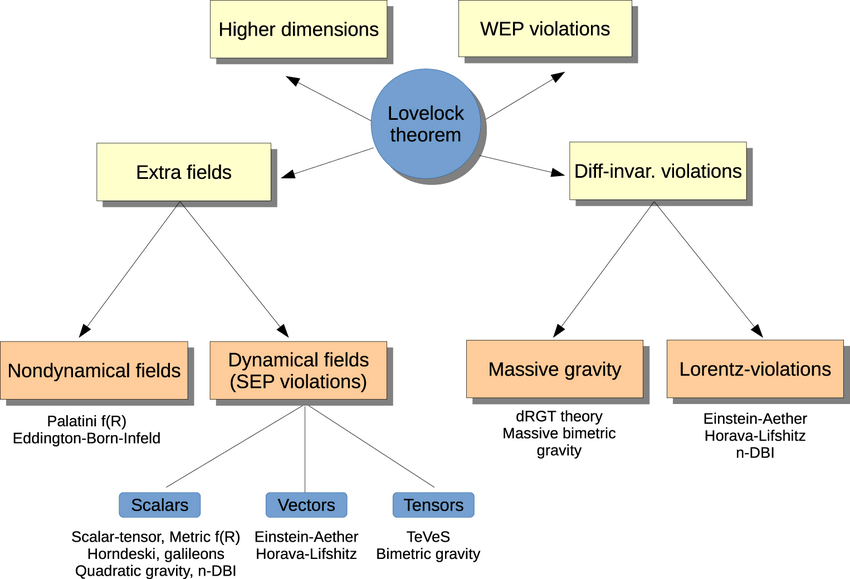 Higher dimensions
WEP violations
Lovelock
theorem
Extra fields
Diff-invar. violations
Nondynamical fields
Palatini f(R)
Eddington-Born-Infeld
Dynamical fields
(SEP violations)
Massive gravity
dRGT theory
Massive bimetric
gravity
Lorentz-violations
Einstein-Aether
Horava-Lifshitz
n-DBI
Scalars
Scalar-tensor, Metric f(R)
Horndeski, galileons
Quadratic gravity, n-DBI
Vectors
Einstein-Aether
Horava-Lifshitz
Tensors
TeVeS
Bimetric gravity